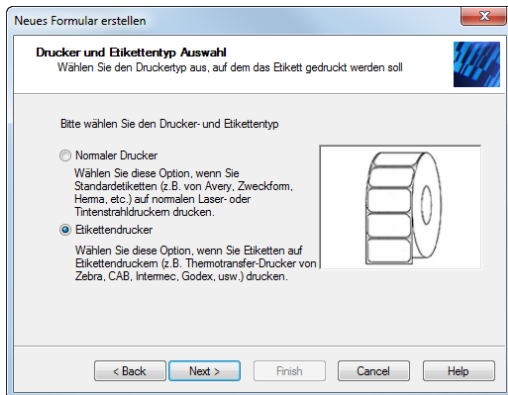 Neues Formular erstellen
Drucker und Etikettentyp Auswahl
Wählen Sie den Druckertyp aus, auf dem das Etikett gedruckt werden soll
Bitte wählen Sie den Drucker- und Etikettentyp
Normaler Drucker
Wählen Sie diese Option, wenn Sie
Standardetiketten (z.B. von Avery, Zweckform,
Herma, etc.) auf normalen Laser- oder
Tintenstrahldruckern drucken.
Etikettendrucker
Wählen Sie diese Option, wenn Sie Etiketten auf
Etikettendruckern (z.B. Thermotransfer-Drucker von
Zebra, CAB, Intermec, Godex, usw.) drucken.
< Back Next > Finish Cancel Help